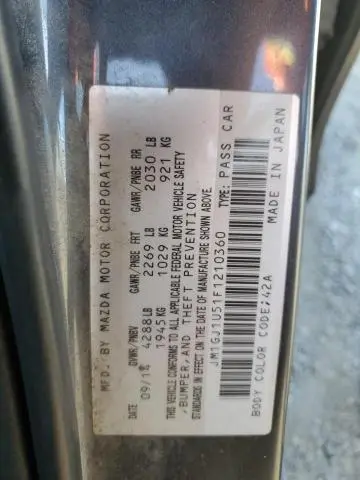 MFD. BY MAZDA MOTOR CORPORATION
DATE GVWR/PNBV GAWR/PNBE FRT GAWR/PNBE RR
4288 LB 2269 LB 2030 LB
1945 KG 1029 KG 921 KG
THIS VEHICLE CONFORMS TO ALL APPLICABLE FEDERAL MOTOR VEHICLE SAFETY
,BUMPER,AND THEFT PREVENTION
STANDARDS IN EFFECT ON THE DATE OF MANUFACTURE SHOWN ABOVE.
JM1GJ1U51F1210360 TYPE: PASS CAR
BODY COLOR CODE:42A MADE IN JAPAN